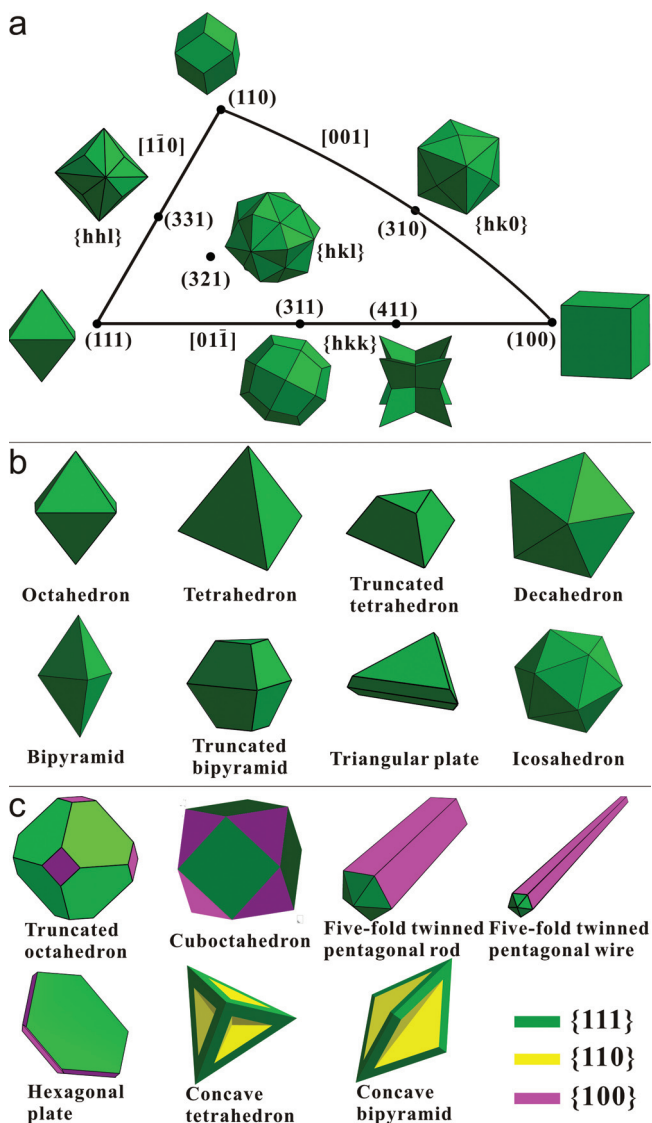 a
(110)
[11̄0]
[001]
(331)
{hhl}
(310)
{hk0}
(321)
{hkl}
(311)
(411)
(111)
[011̄]
{hkk}
(100)
b
Octahedron
Tetrahedron
Truncated
tetrahedron
Decahedron
Bipyramid
Truncated
bipyramid
Triangular plate
Icosahedron
c
Truncated
octahedron
Cuboctahedron
Five-fold twinned
pentagonal rod
Five-fold twinned
pentagonal wire
Hexagonal
plate
Concave
tetrahedron
Concave
bipyramid
{111}
{110}
{100}